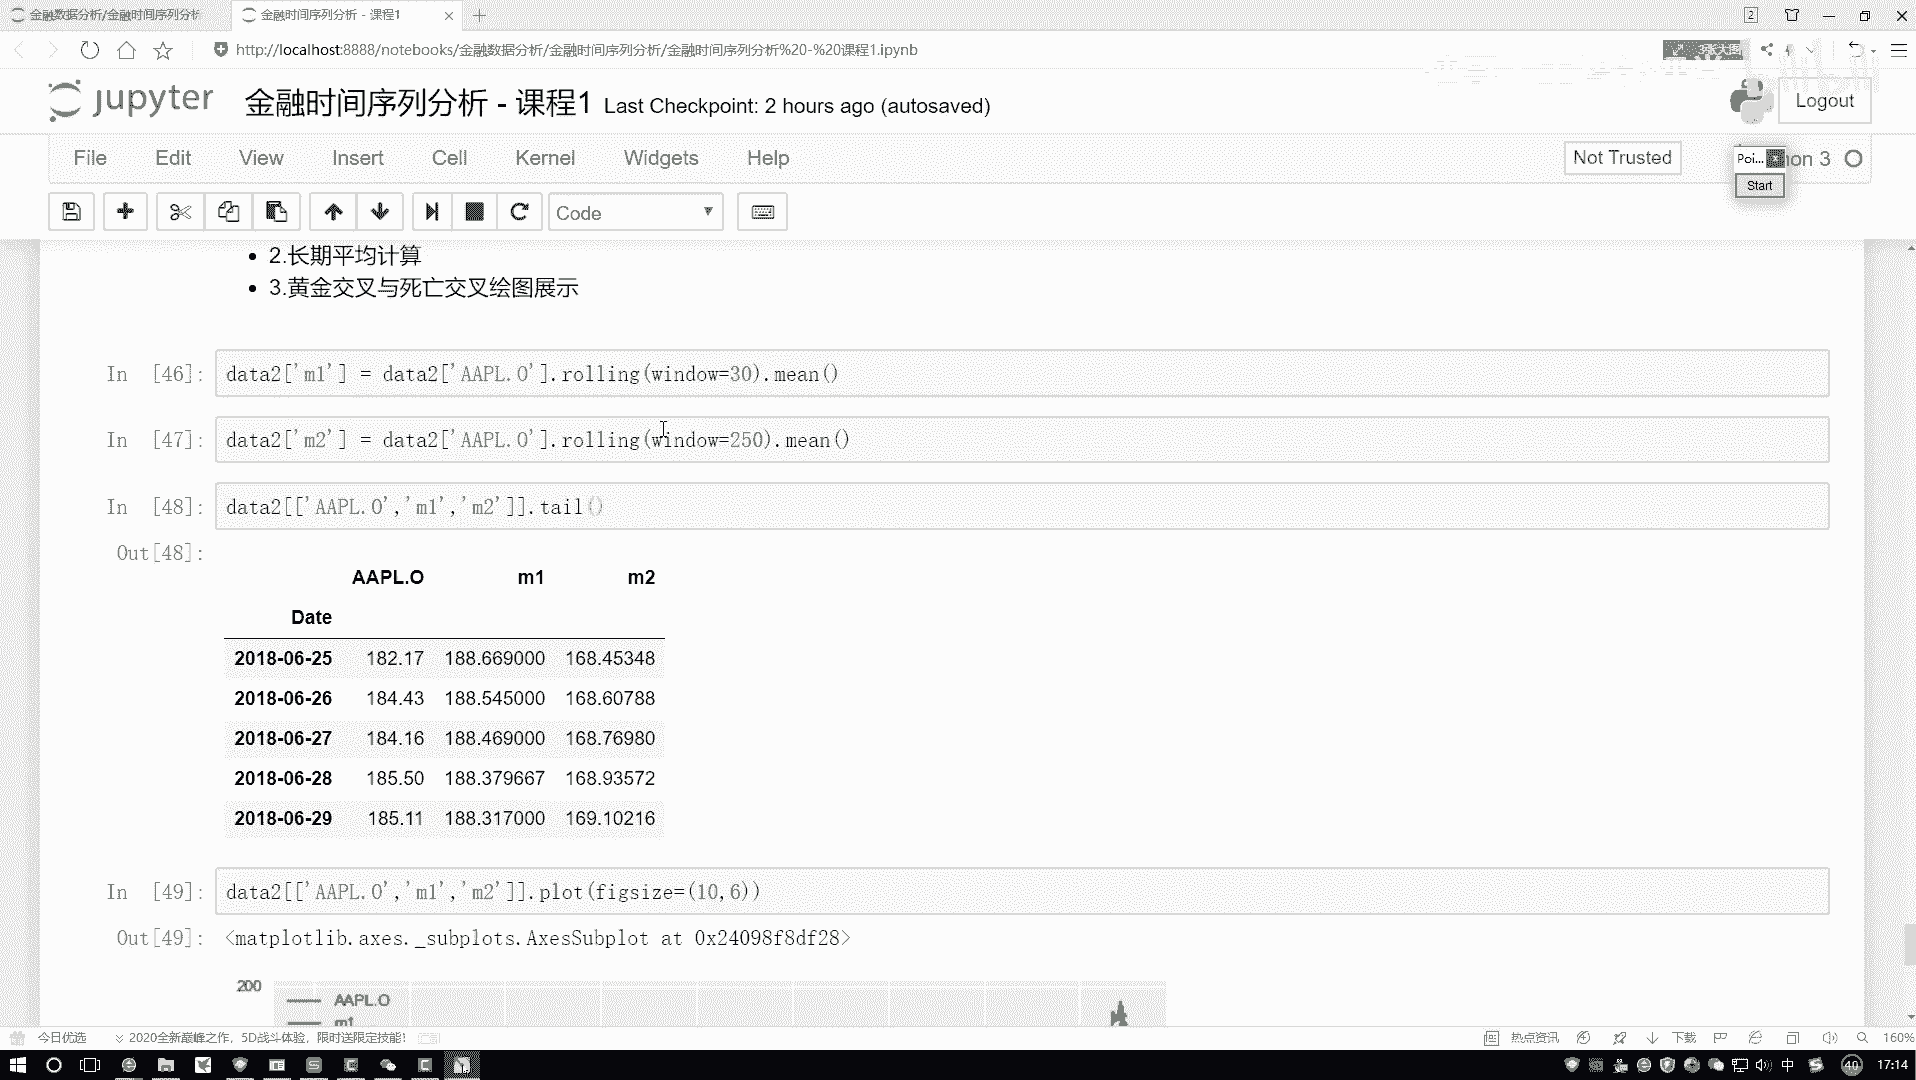 金融数据分析/金融时间序列分析
金融时间序列分析 - 课程1
2
http://localhost:8888/notebooks/金融数据分析/金融时间序列分析/金融时间序列分析%20-%20课程1.ipynb
3张大图
jupyter 金融时间序列分析 - 课程1 Last Checkpoint: 2 hours ago (autosaved)
Logout
File Edit View Insert Cell Kernel Widgets Help
Not Trusted
Poi...
Start
Code
2.长期平均计算
3.黄金交叉与死亡交叉绘图展示
In [46]: data2['m1'] = data2['AAPL.O'].rolling(window=30).mean()
In [47]: data2['m2'] = data2['AAPL.O'].rolling(window=250).mean()
In [48]: data2[['AAPL.O','m1','m2']].tail()
Out[48]:
AAPL.O m1 m2
Date
2018-06-25 182.17 188.669000 168.45348
2018-06-26 184.43 188.545000 168.60788
2018-06-27 184.16 188.469000 168.76980
2018-06-28 185.50 188.379667 168.93572
2018-06-29 185.11 188.317000 169.10216
In [49]: data2[['AAPL.O','m1','m2']].plot(figsize=(10,6))
Out[49]: <matplotlib.axes._subplots.AxesSubplot at 0x24098f8df28>
200
AAPL.O
m1
今日优选
2020全新巅峰之作，5D战斗体验，限时送限定技能！
热点资讯
下载
160%
中
40
17:14